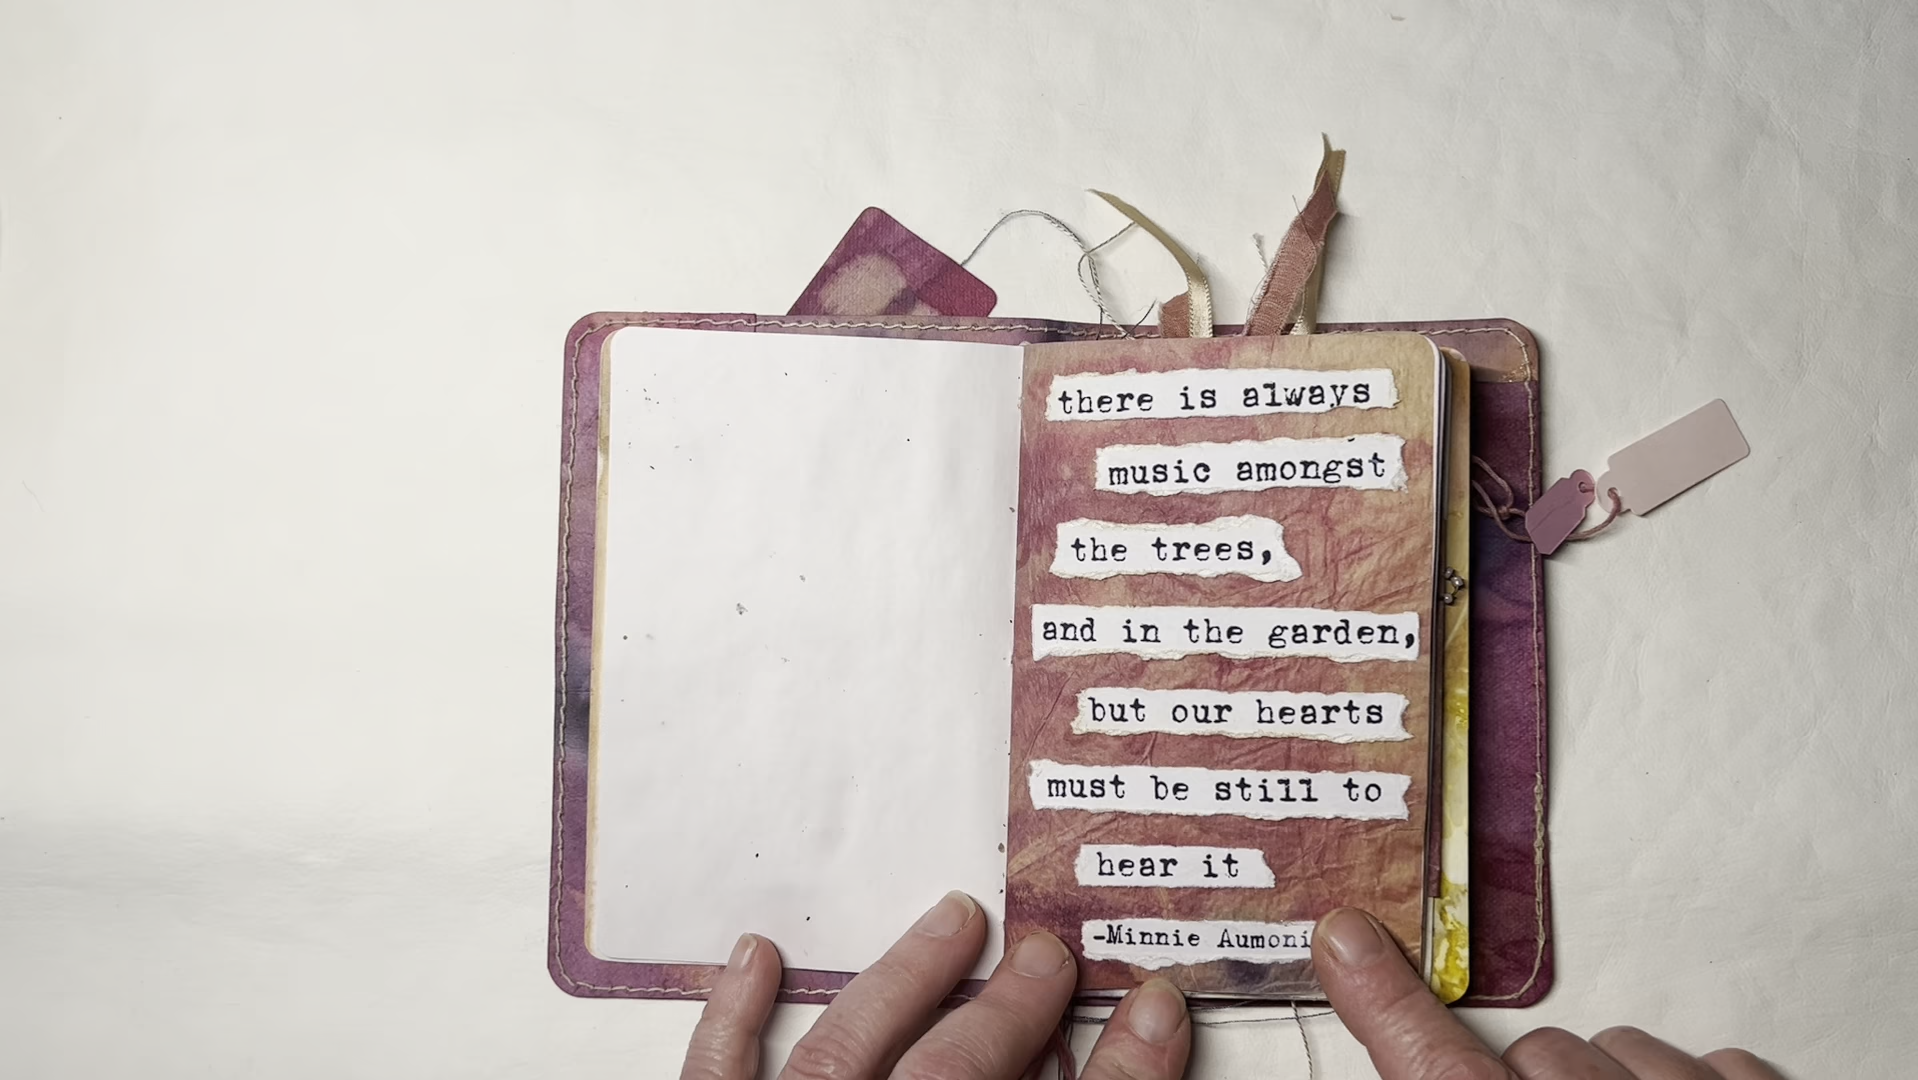 there is always
music amongst
the trees,
and in the garden,
but our hearts
must be still to
hear it
-Minnie Aumoni